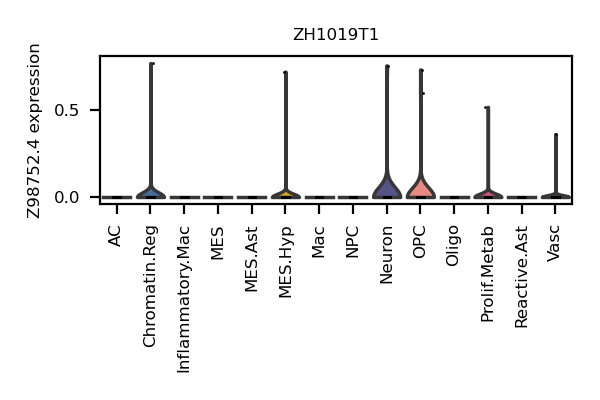 ZH1019T1
Z98752.4 expression
0.5
0.0
AC
Chromatin.Reg
Inflammatory.Mac
MES
MES.Ast
MES.Hyp
Mac
NPC
Neuron
OPC
Oligo
Prolif.Metab
Reactive.Ast
Vasc